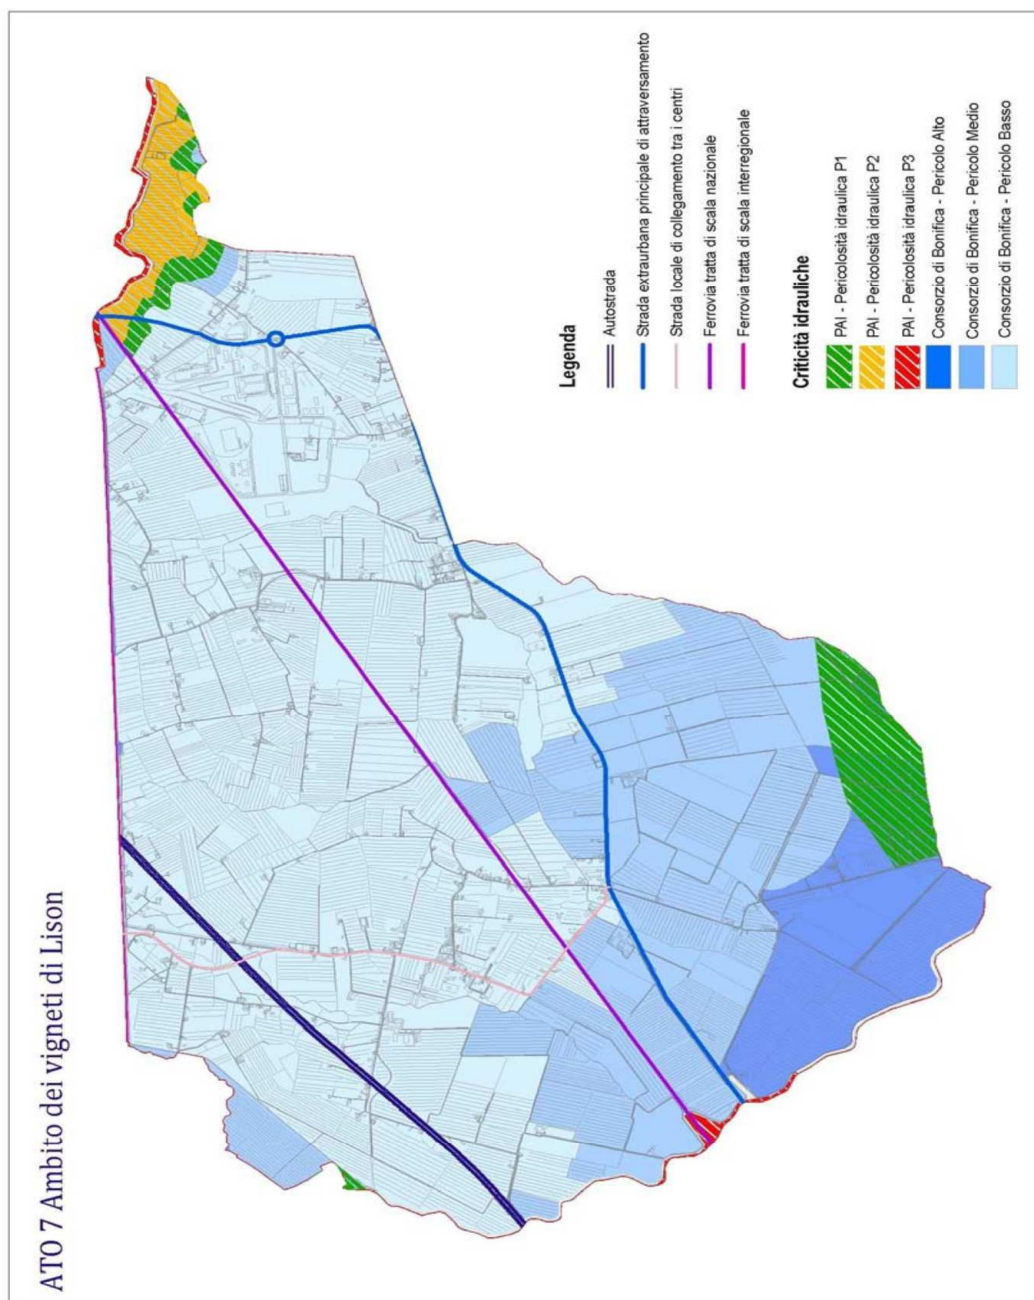 ATO 7 Ambito dei vigneti di Lison
Legenda
Autostrada
Strada extraurbana principale di attraversamento
Strada locale di collegamento tra i centri
Ferrovia tratta di scala nazionale
Ferrovia tratta di scala interregionale
Criticità idrauliche
PAI - Pericolosità idraulica P1
PAI - Pericolosità idraulica P2
PAI - Pericolosità idraulica P3
Consorzio di Bonifica - Pericolo Alto
Consorzio di Bonifica - Pericolo Medio
Consorzio di Bonifica - Pericolo Basso